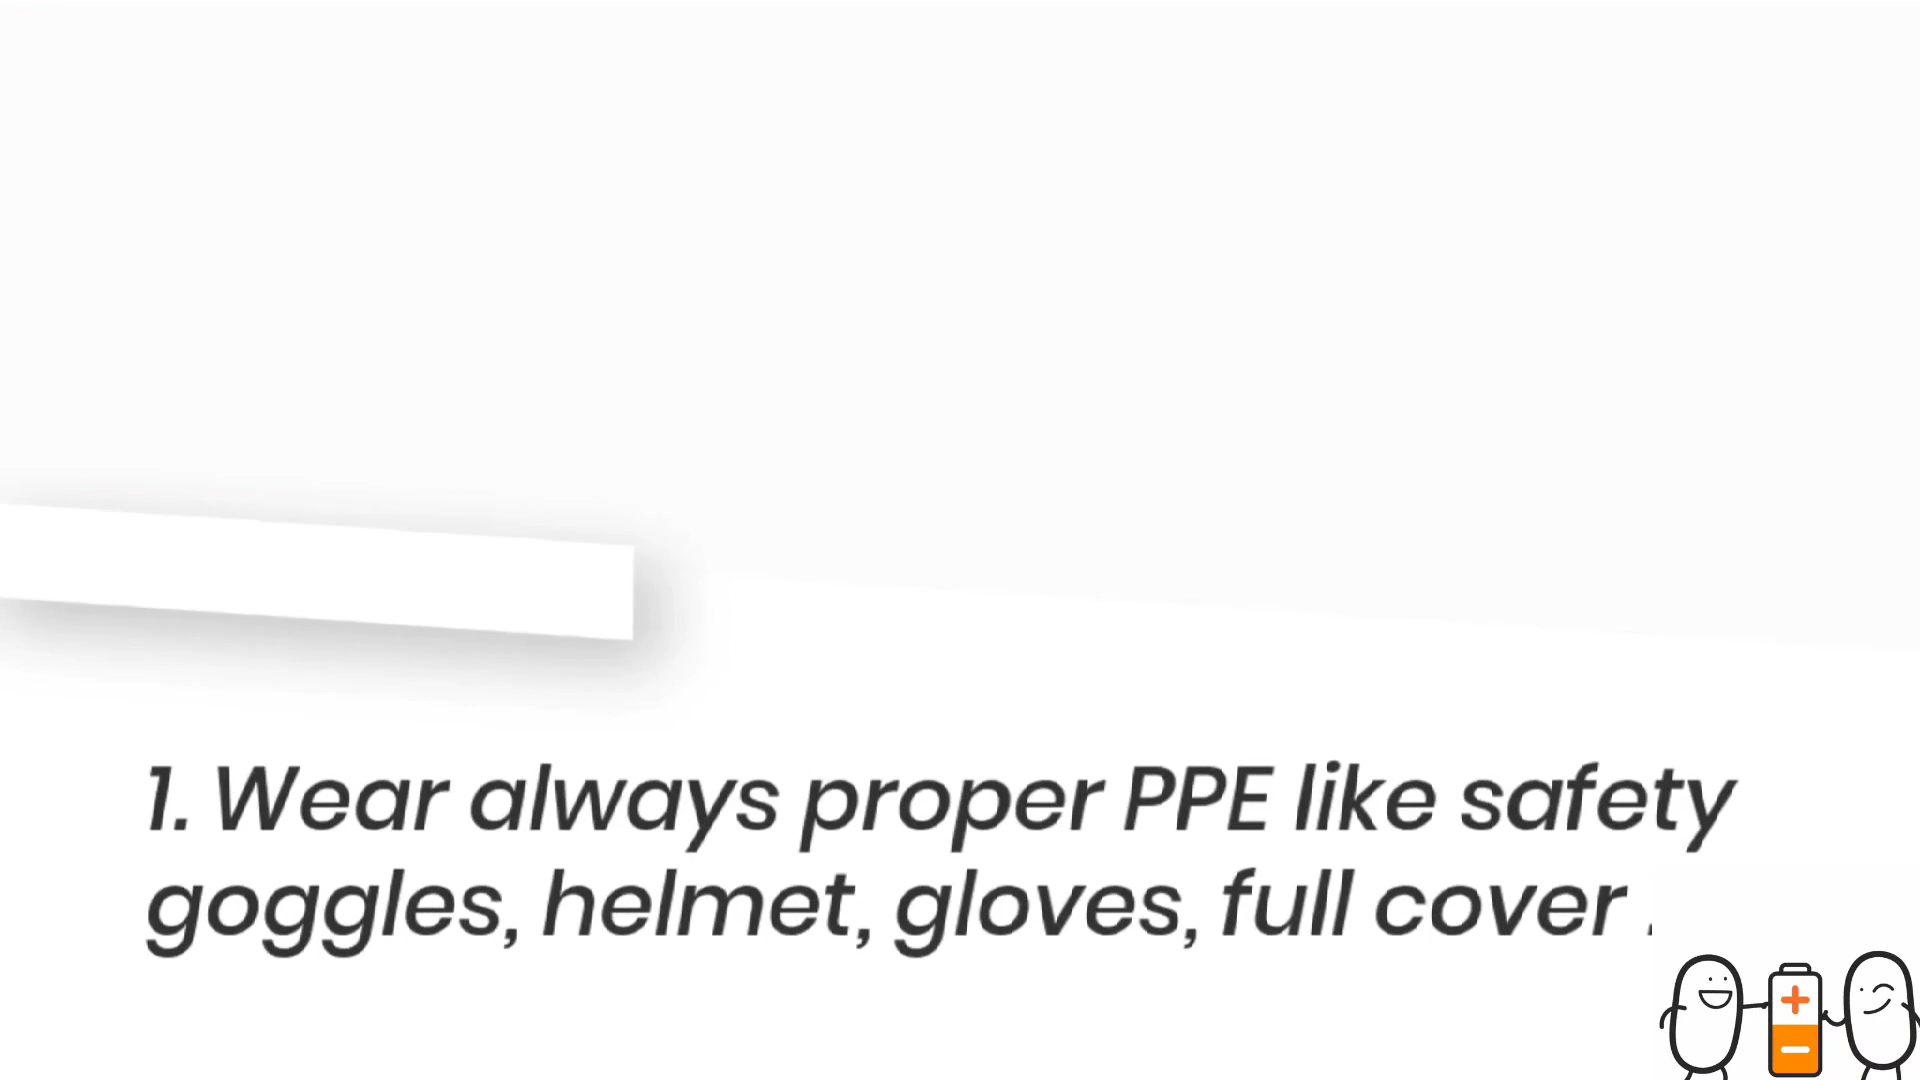 1. Wear always proper PPE like safety
goggles, helmet, gloves, full cover .